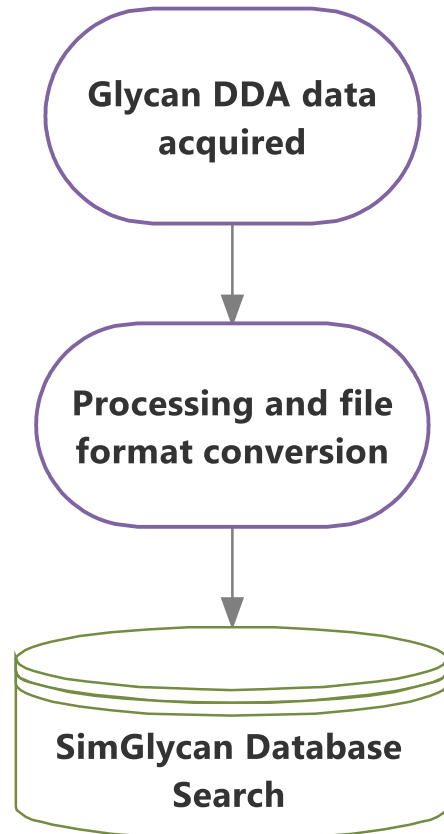 Glycan DDA data
acquired
Processing and file
format conversion
SimGlycan Database
Search